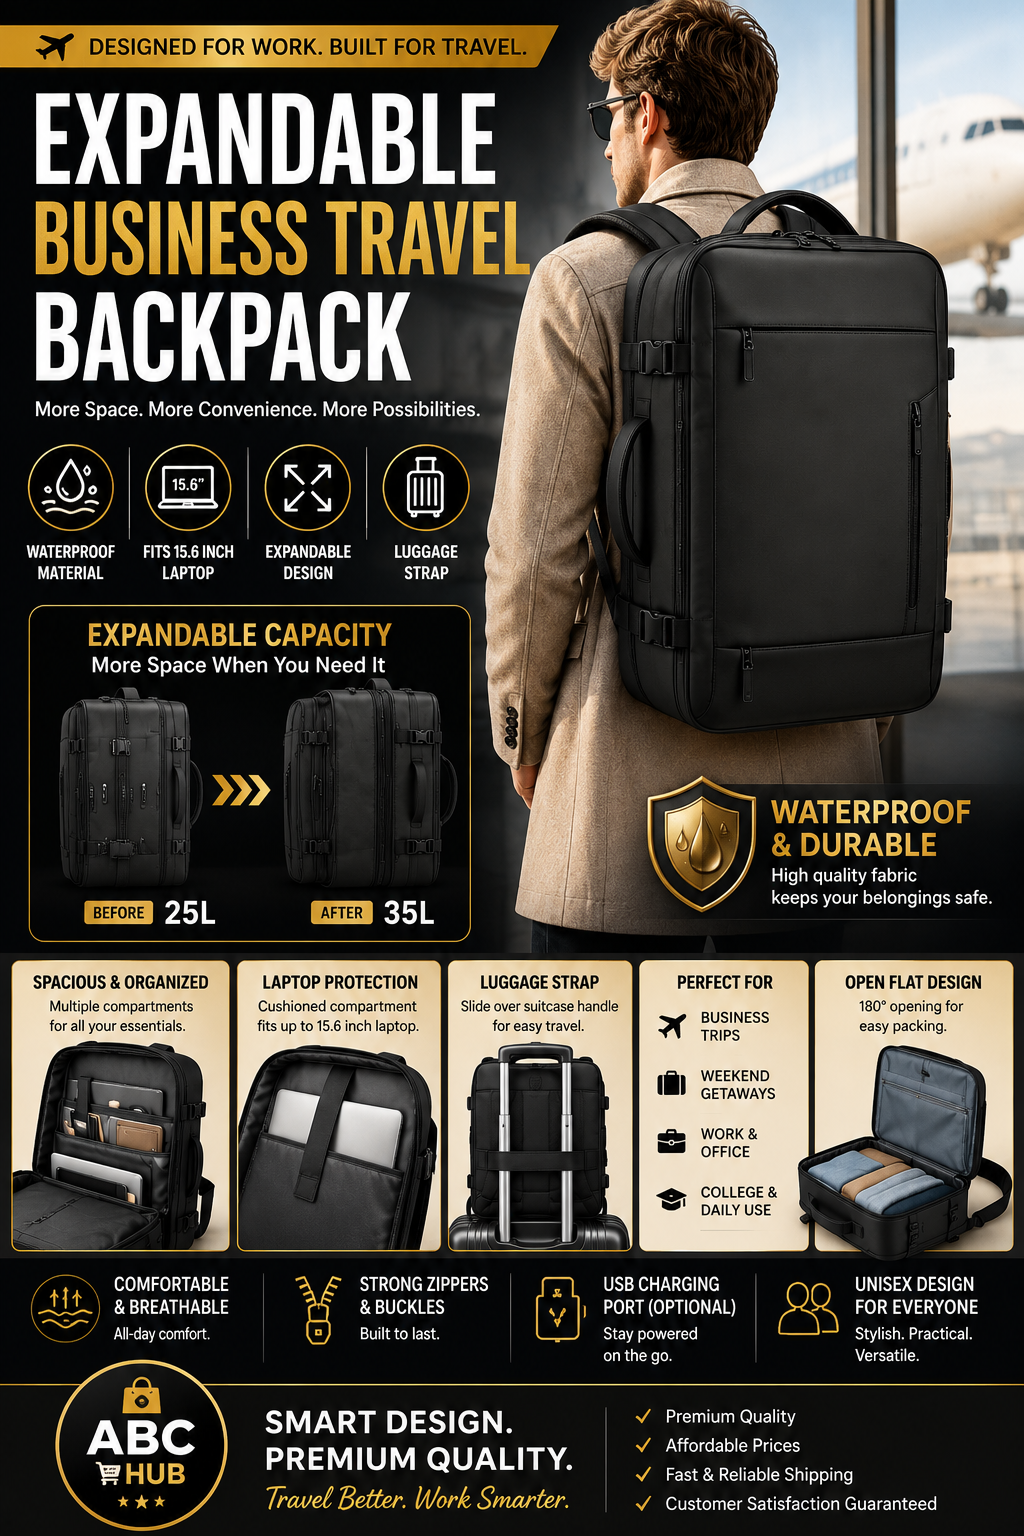 DESIGNED FOR WORK. BUILT FOR TRAVEL.
EXPANDABLE
BUSINESS TRAVEL
BACKPACK
More Space. More Convenience. More Possibilities.
WATERPROOF
MATERIAL
15.6"
FITS 15.6 INCH
LAPTOP
EXPANDABLE
DESIGN
LUGGAGE
STRAP
EXPANDABLE CAPACITY
More Space When You Need It
BEFORE 25L
AFTER 35L
WATERPROOF
& DURABLE
High quality fabric
keeps your belongings safe.
SPACIOUS & ORGANIZED
Multiple compartments
for all your essentials.
LAPTOP PROTECTION
Cushioned compartment
fits up to 15.6 inch laptop.
LUGGAGE STRAP
Slide over suitcase handle
for easy travel.
PERFECT FOR
BUSINESS
TRIPS
WEEKEND
GETAWAYS
WORK &
OFFICE
COLLEGE &
DAILY USE
OPEN FLAT DESIGN
180° opening for
easy packing.
COMFORTABLE
& BREATHABLE
All-day comfort.
STRONG ZIPPERS
& BUCKLES
Built to last.
USB CHARGING
PORT (OPTIONAL)
Stay powered
on the go.
UNISEX DESIGN
FOR EVERYONE
Stylish. Practical.
Versatile.
ABC
HUB
SMART DESIGN.
PREMIUM QUALITY.
Travel Better. Work Smarter.
Premium Quality
Affordable Prices
Fast & Reliable Shipping
Customer Satisfaction Guaranteed